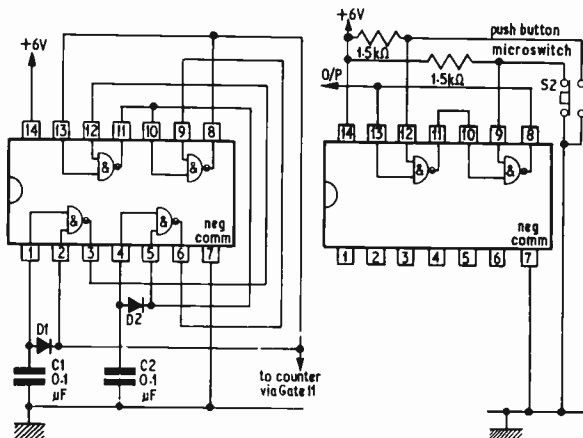 +6V
14 13 12 11 10 9 8
& &
& &
neg
comm
1 2 3 4 5 6 7
D1
D2
C1
0·1
µF
C2
0·1
µF
to counter
via Gate 11
+6V
1·5kΩ
push button
microswitch
1·5kΩ
O/P
S2
14 13 12 11 10 9 8
& &
neg
comm
1 2 3 4 5 6 7